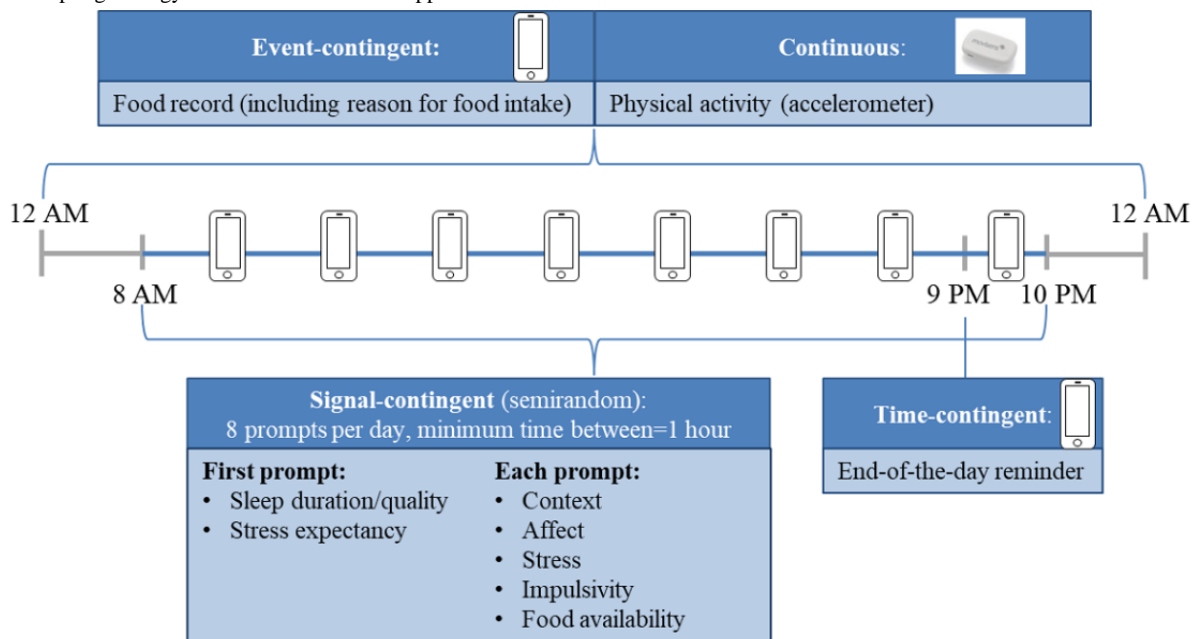 Event-contingent:
Continuous:
Food record (including reason for food intake)
Physical activity (accelerometer)
12 AM
12 AM
8 AM
9 PM
10 PM
Signal-contingent (semirandom):
8 prompts per day, minimum time between=1 hour
First prompt:
• Sleep duration/quality
• Stress expectancy
Each prompt:
• Context
• Affect
• Stress
• Impulsivity
• Food availability
Time-contingent:
End-of-the-day reminder